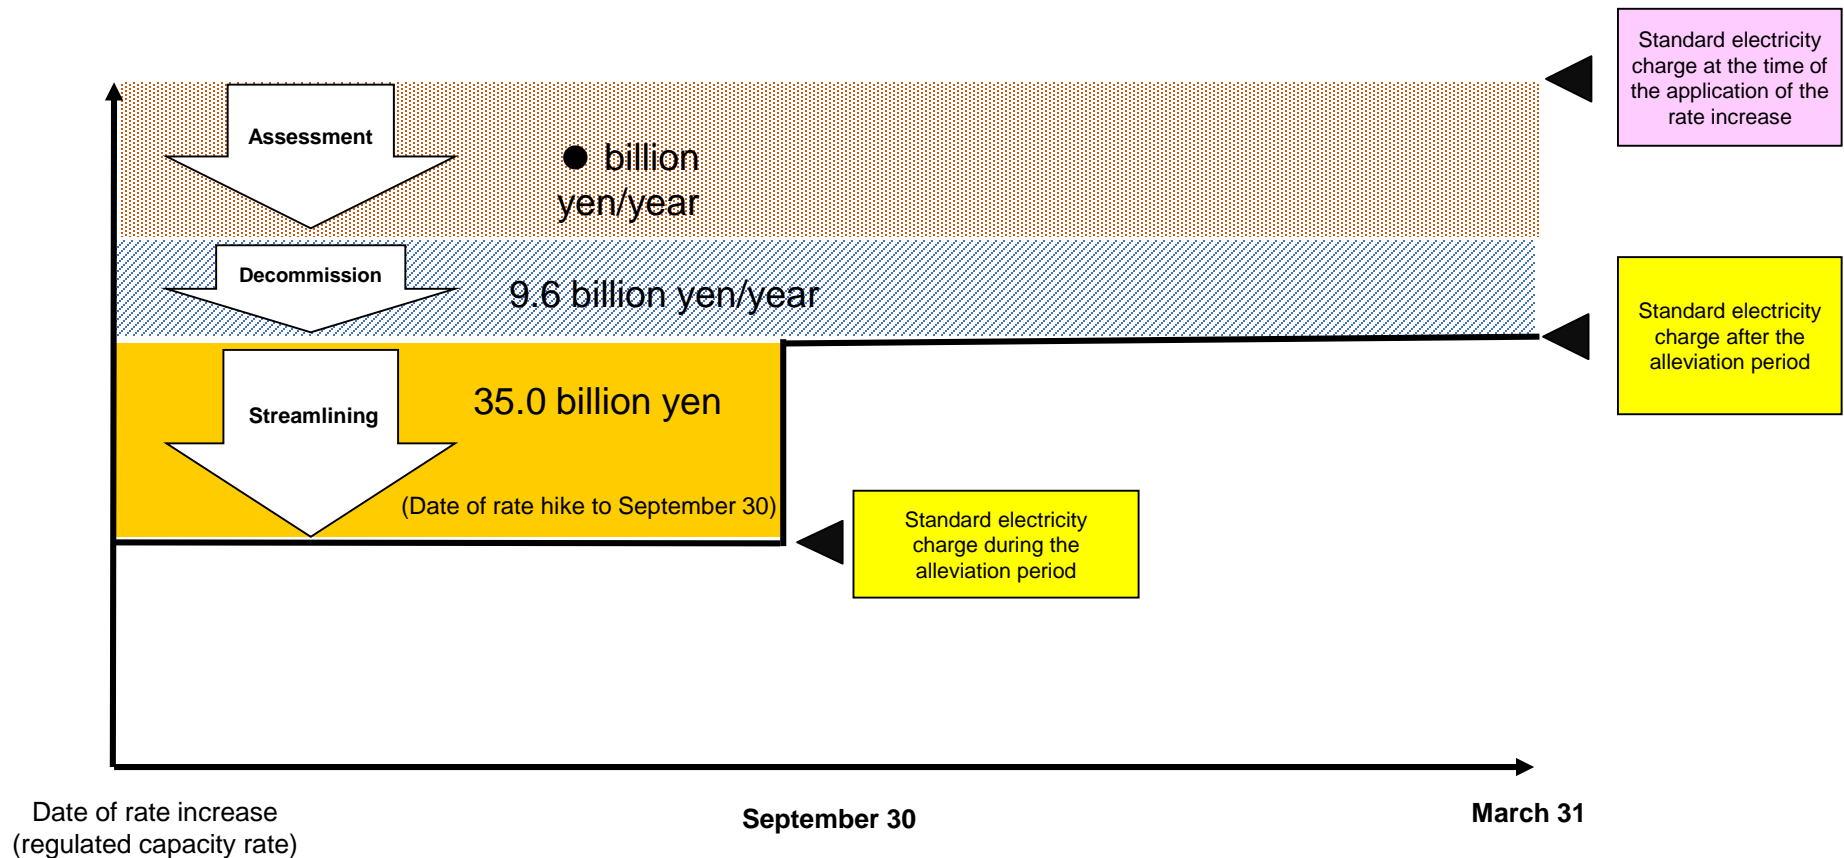 Standard electricity
charge at the time of
the application of the
rate increase
Assessment
● billion
yen/year
Decommission
9.6 billion yen/year
Standard electricity
charge after the
alleviation period
Streamlining
35.0 billion yen
(Date of rate hike to September 30)
Standard electricity
charge during the
alleviation period
Date of rate increase
(regulated capacity rate)
September 30
March 31